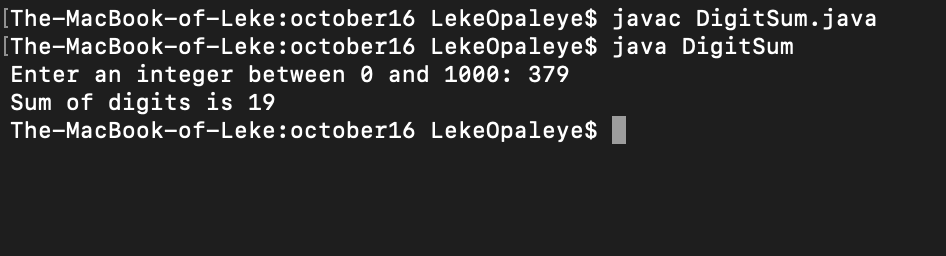 [The-MacBook-of-Leke:october16 LekeOpaleye$ javac DigitSum.java
[The-MacBook-of-Leke:october16 LekeOpaleye$ java DigitSum
Enter an integer between 0 and 1000: 379
Sum of digits is 19
The-MacBook-of-Leke:october16 LekeOpaleye$